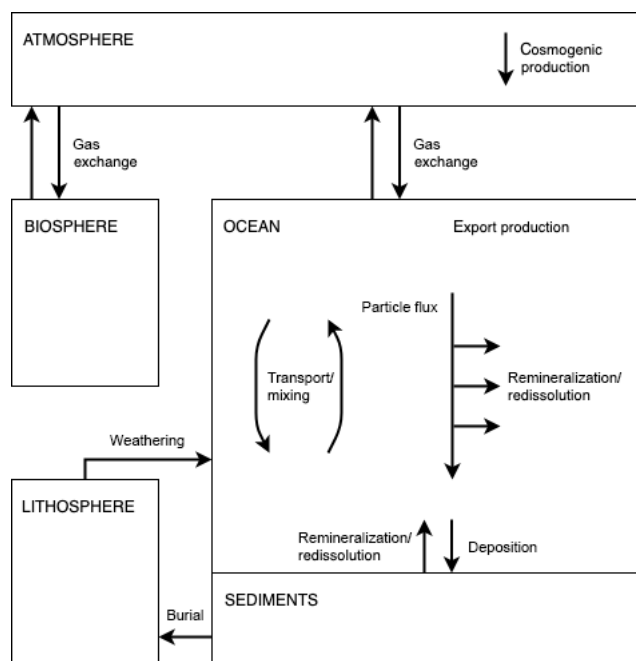 ATMOSPHERE
Cosmogenic
production
Gas
exchange
Gas
exchange
BIOSPHERE
OCEAN
Export production
Particle flux
Transport/
mixing
Remineralization/
redissolution
Weathering
LITHOSPHERE
Remineralization/
redissolution
Deposition
SEDIMENTS
Burial